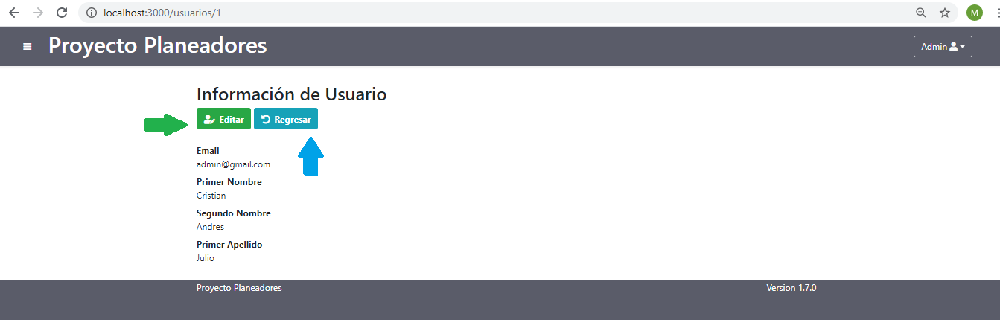 localhost:3000/usuarios/1
M
Proyecto Planeadores
Admin
Información de Usuario
Editar Regresar
Email
admin@gmail.com
Primer Nombre
Cristian
Segundo Nombre
Andres
Primer Apellido
Julio
Proyecto Planeadores Version 1.7.0